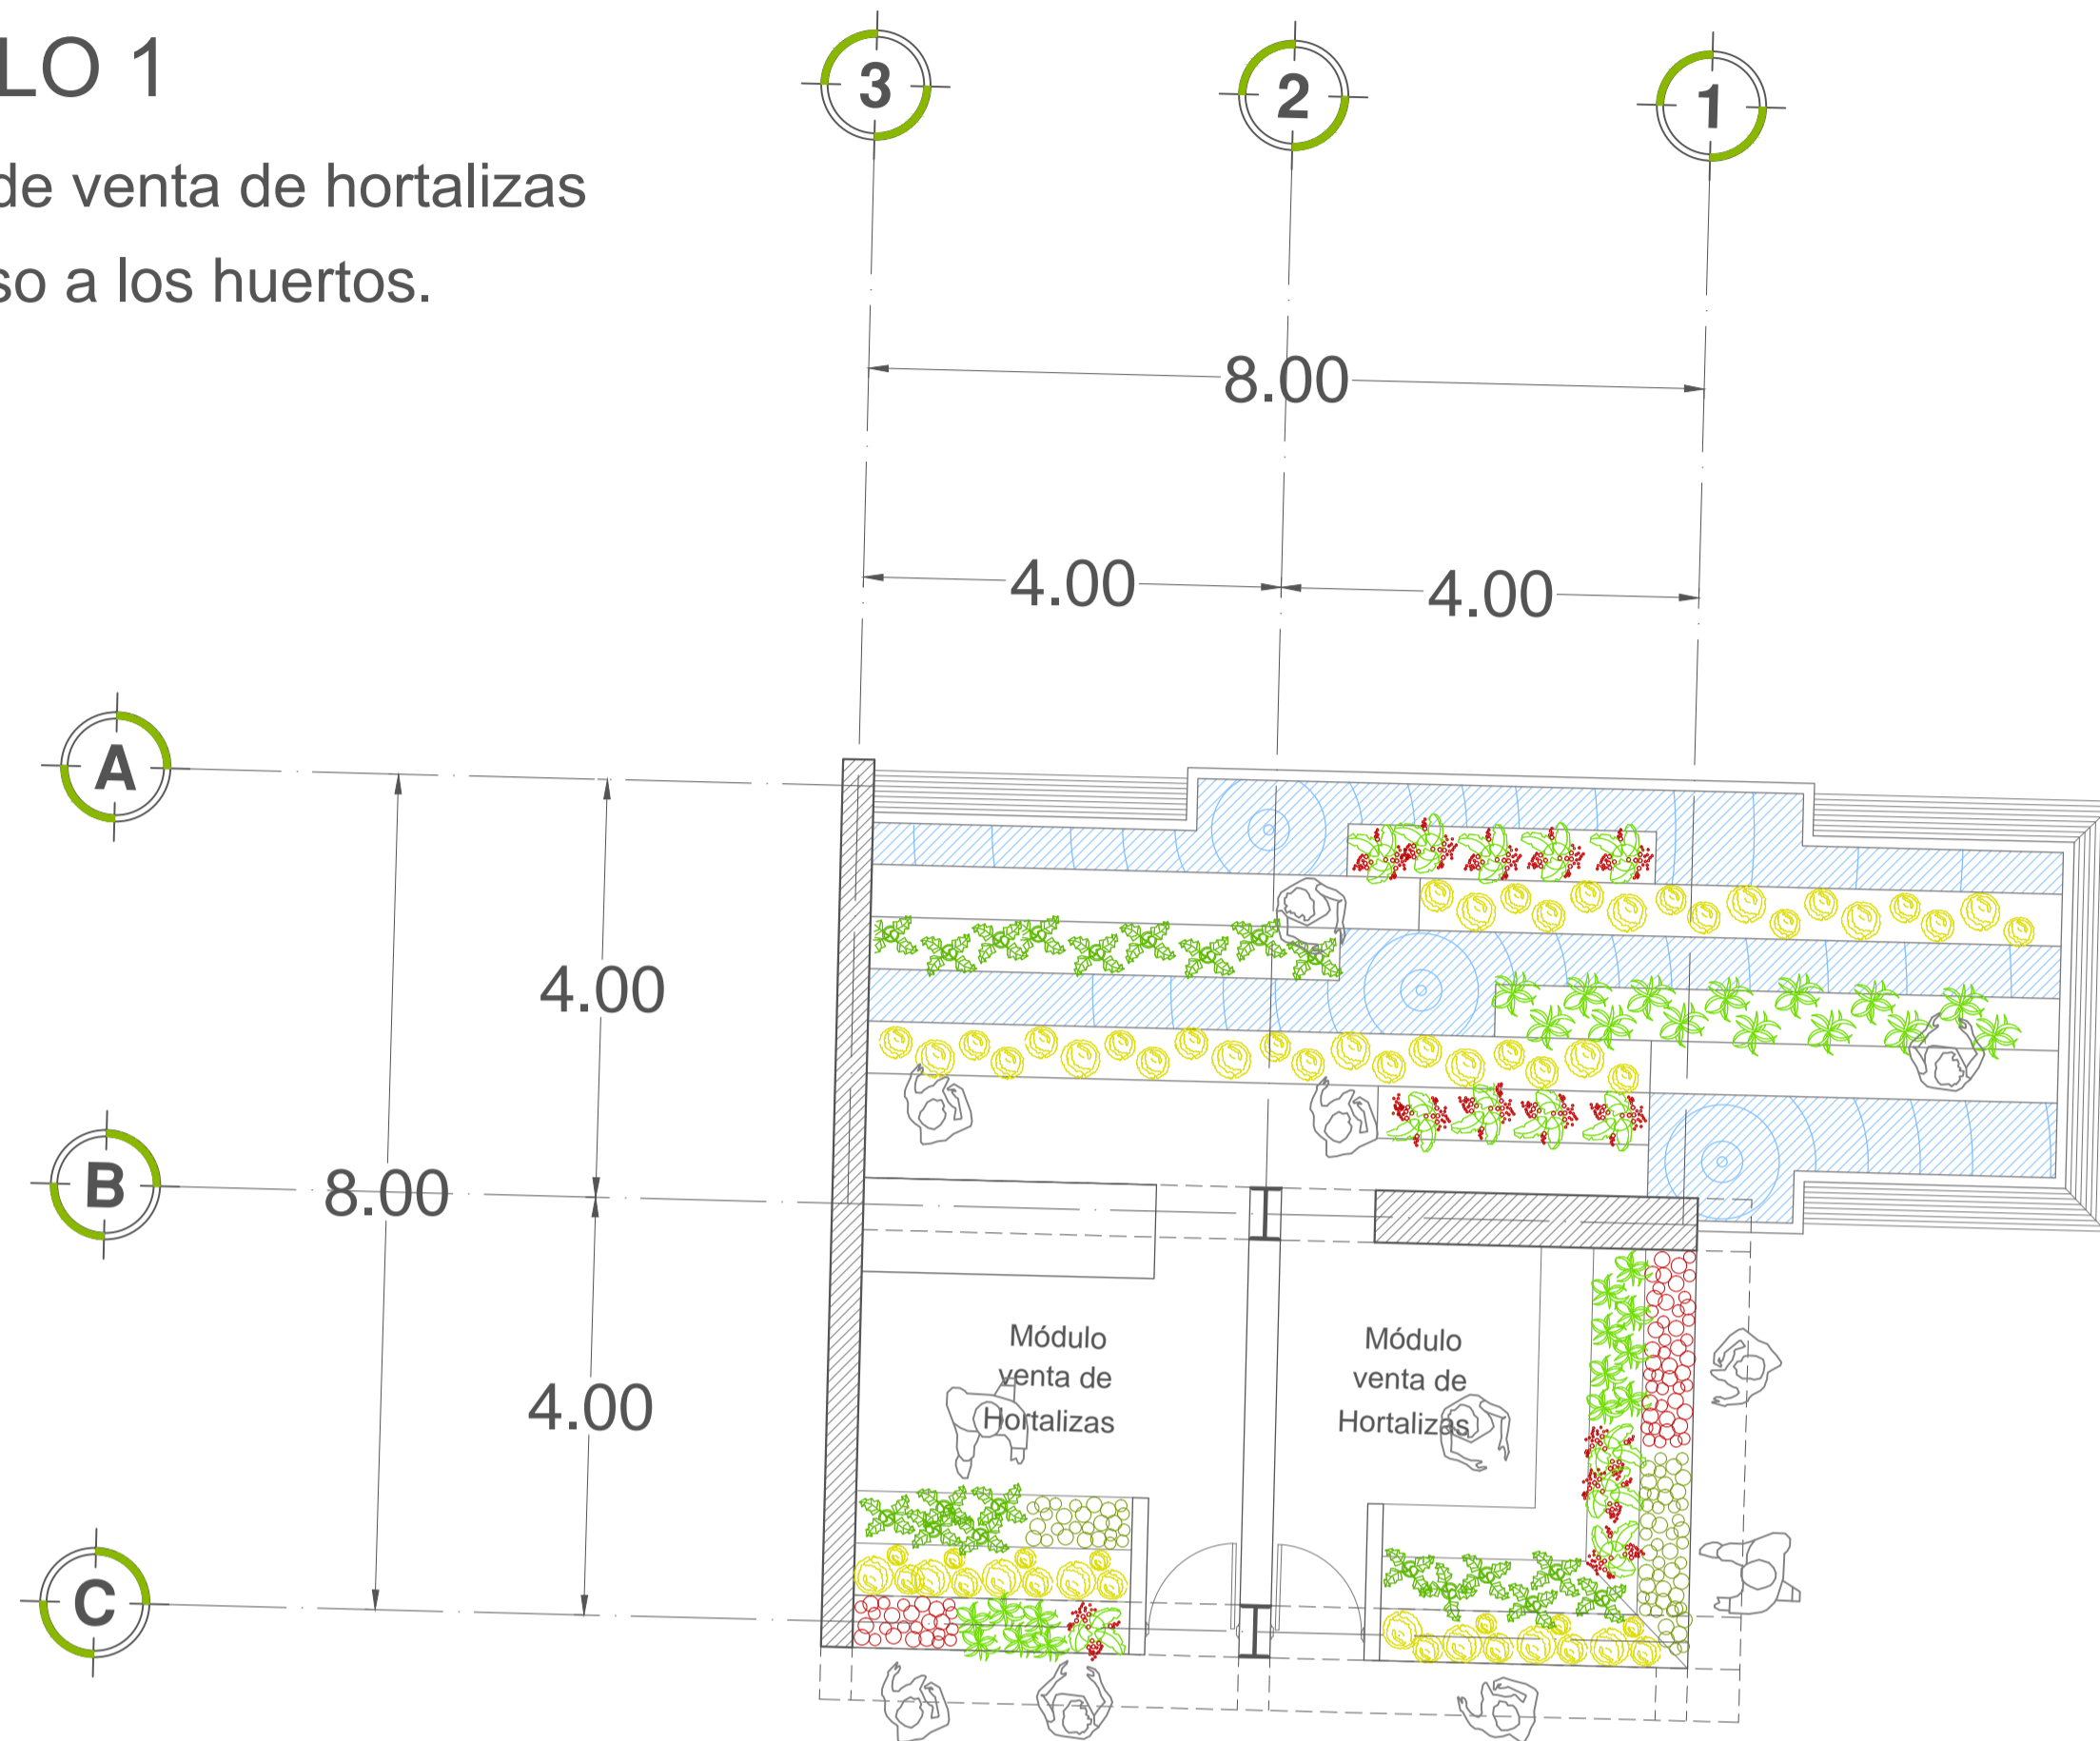 LO 1
de venta de hortalizas
so a los huertos.
3
2
1
8.00
4.00
4.00
A
4.00
B
8.00
4.00
C
Módulo
venta de
Hortalizas
Módulo
venta de
Hortalizas